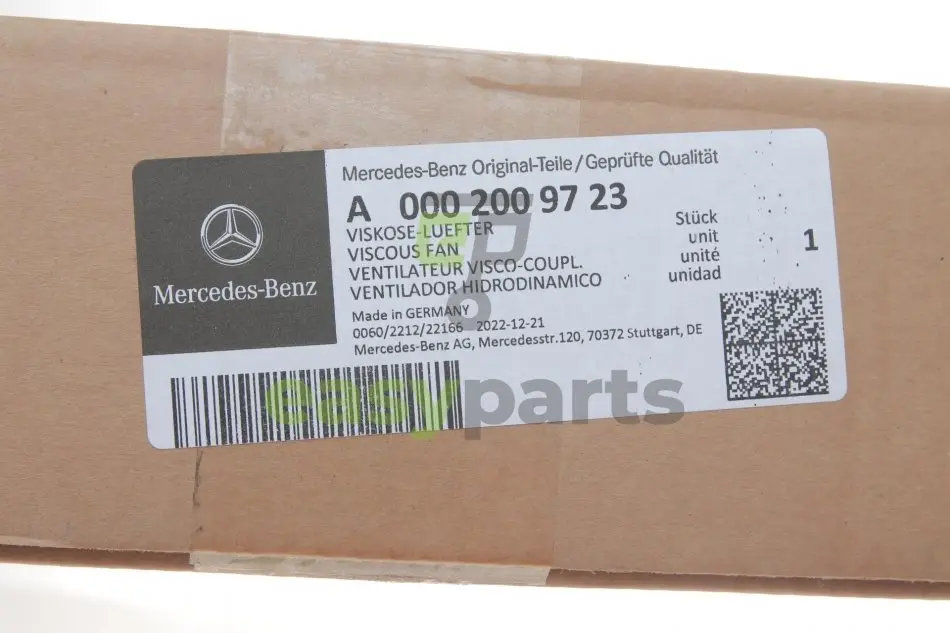 Mercedes-Benz Original-Teile/Geprüfte Qualität
A 000 200 97 23
VISKOSE-LUEFTER
VISCOUS FAN
VENTILATEUR VISCO-COUPL.
VENTILADOR HIDRODINAMICO
Stück
unit
unité
unidad
1
Mercedes-Benz
Made in GERMANY
0060/2212/22166 2022-12-21
Mercedes-Benz AG, Mercedesstr.120, 70372 Stuttgart, DE
EP
easyparts